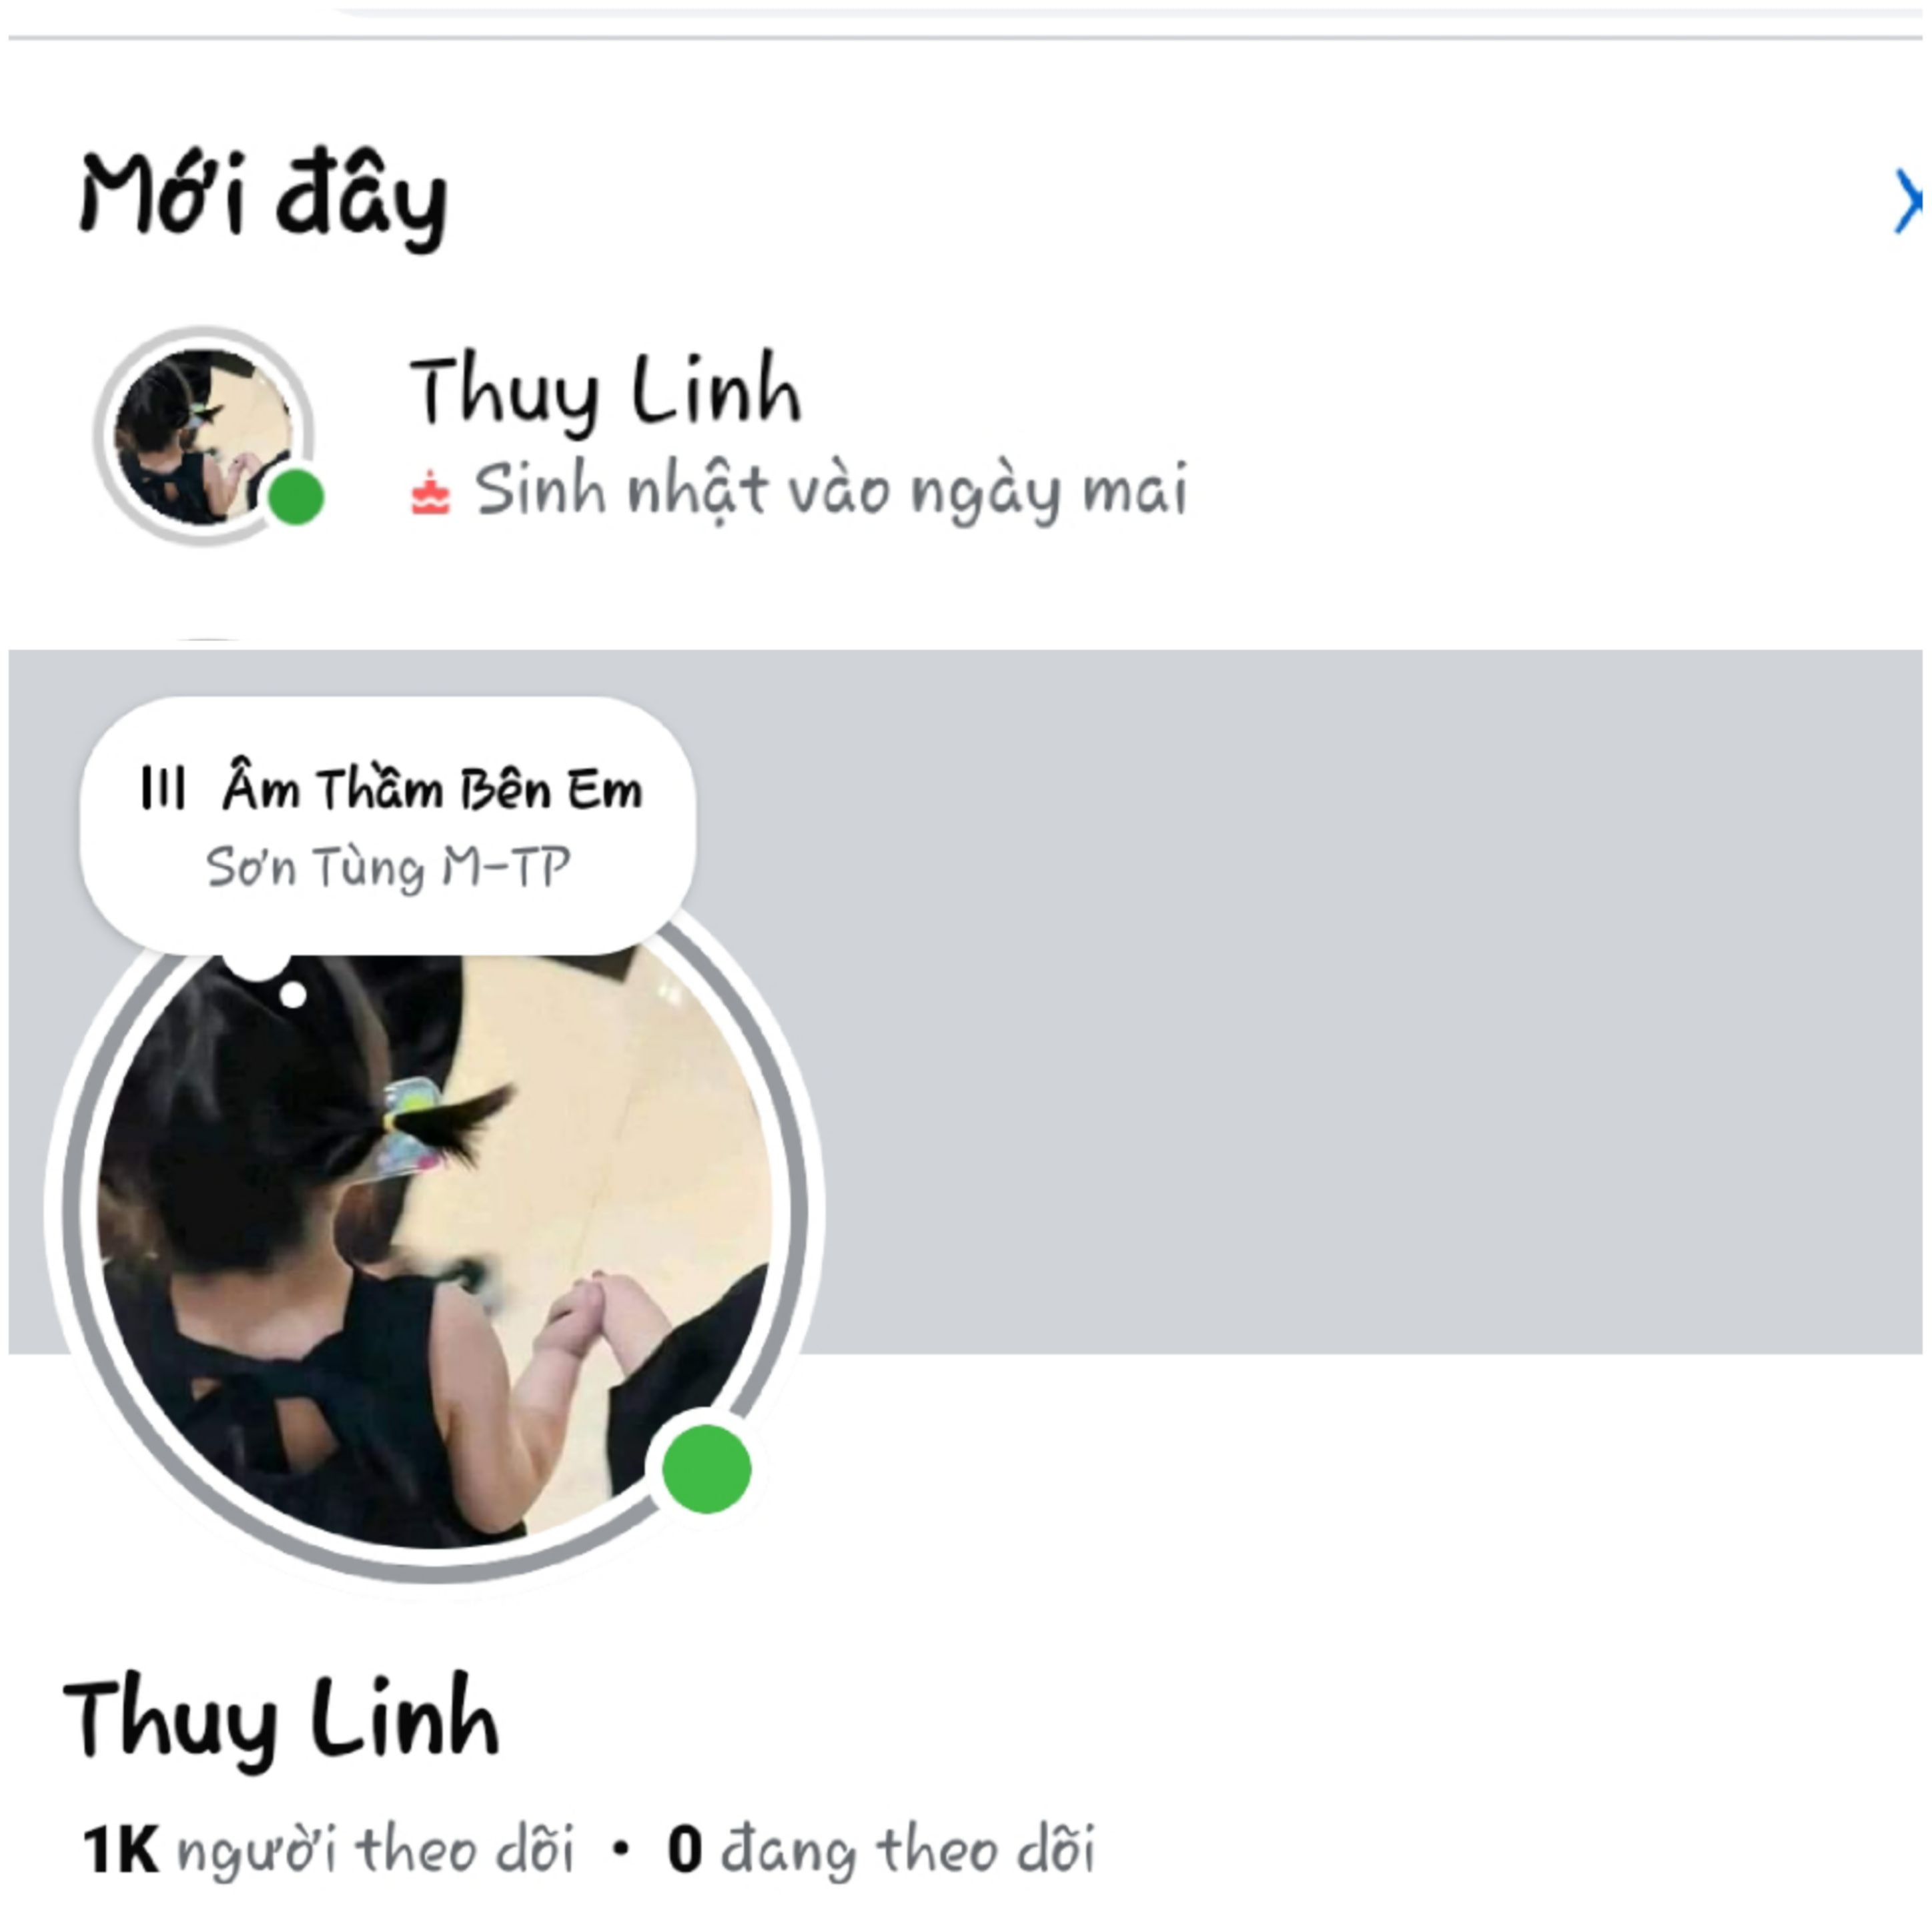 Mới đây
Thuy Linh
Sinh nhật vào ngày mai
Âm Thầm Bên Em
Sơn Tùng M-TP
Thuy Linh
1K người theo dõi • 0 đang theo dõi